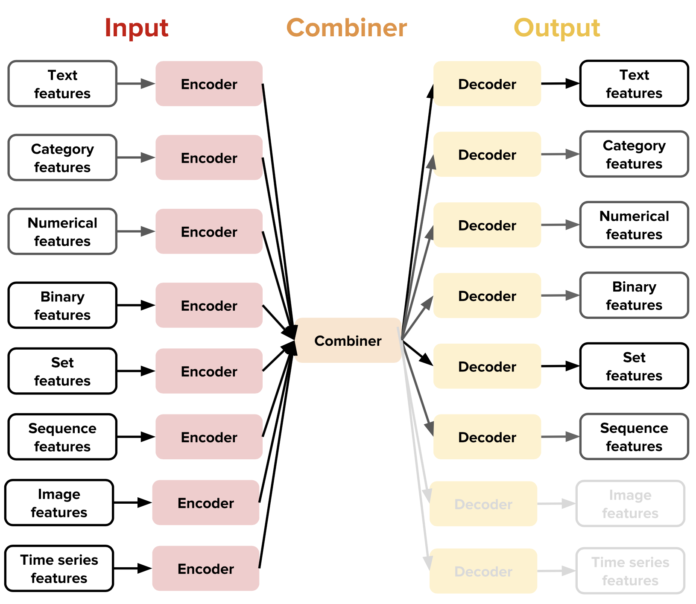 Input Combiner Output
Text
features
Encoder
Decoder
Text
features
Category
features
Encoder
Decoder
Category
features
Numerical
features
Encoder
Decoder
Numerical
features
Binary
features
Encoder
Decoder
Binary
features
Combiner
Set
features
Encoder
Decoder
Set
features
Sequence
features
Encoder
Decoder
Sequence
features
Image
features
Encoder
Decoder
Image
features
Time series
features
Encoder
Decoder
Time series
features